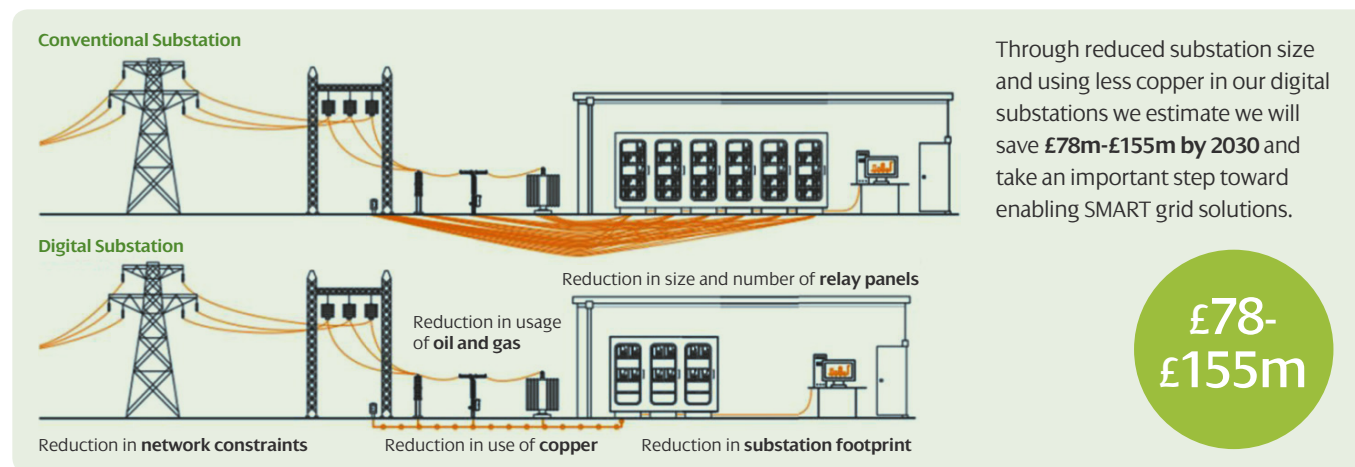 Conventional Substation
Through reduced substation size
and using less copper in our digital
substations we estimate we will
save £78m-£155m by 2030 and
take an important step toward
enabling SMART grid solutions.
Digital Substation
Reduction in size and number of relay panels
Reduction in usage
of oil and gas
£78-
£155m
Reduction in network constraints
Reduction in use of copper
Reduction in substation footprint